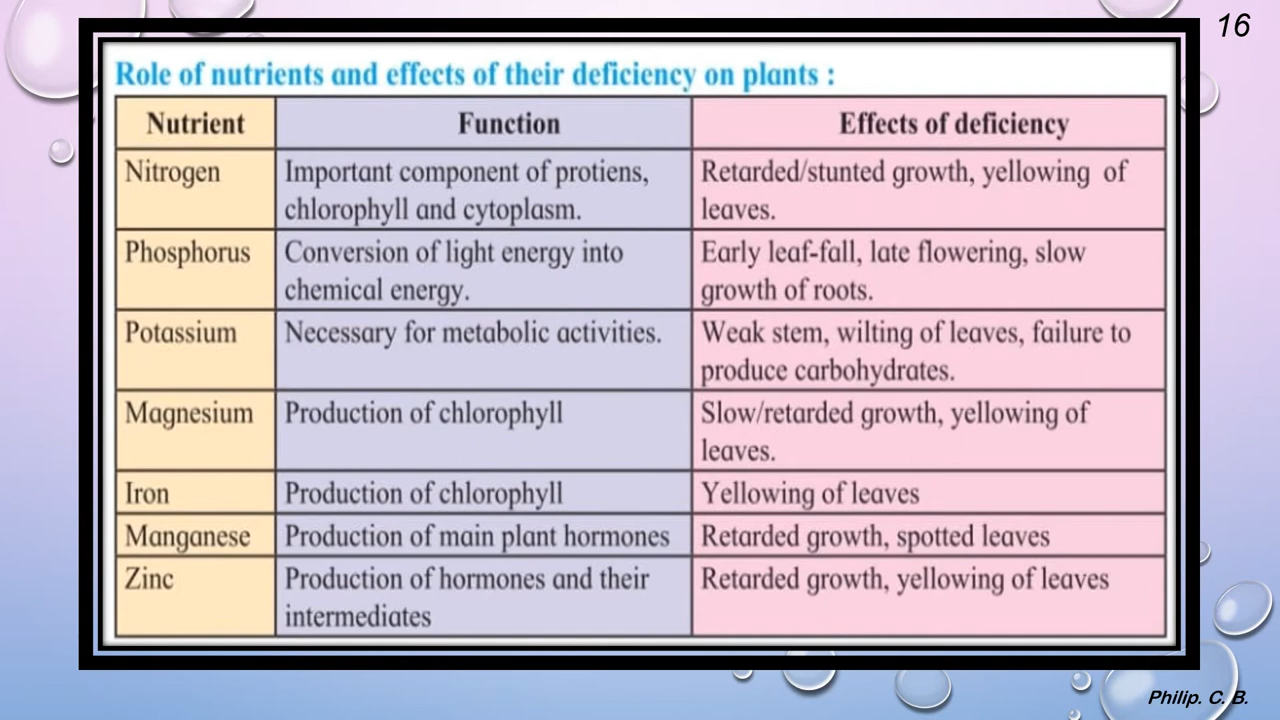 16
Role of nutrients and effects of their deficiency on plants :
Nutrient Function Effects of deficiency
Nitrogen Important component of protiens, Retarded/stunted growth, yellowing of
chlorophyll and cytoplasm. leaves.
Phosphorus Conversion of light energy into Early leaf-fall, late flowering, slow
chemical energy. growth of roots.
Potassium Necessary for metabolic activities. Weak stem, wilting of leaves, failure to
produce carbohydrates.
Magnesium Production of chlorophyll Slow/retarded growth, yellowing of
leaves.
Iron Production of chlorophyll Yellowing of leaves
Manganese Production of main plant hormones Retarded growth, spotted leaves
Zinc Production of hormones and their Retarded growth, yellowing of leaves
intermediates
Philip. C. B.